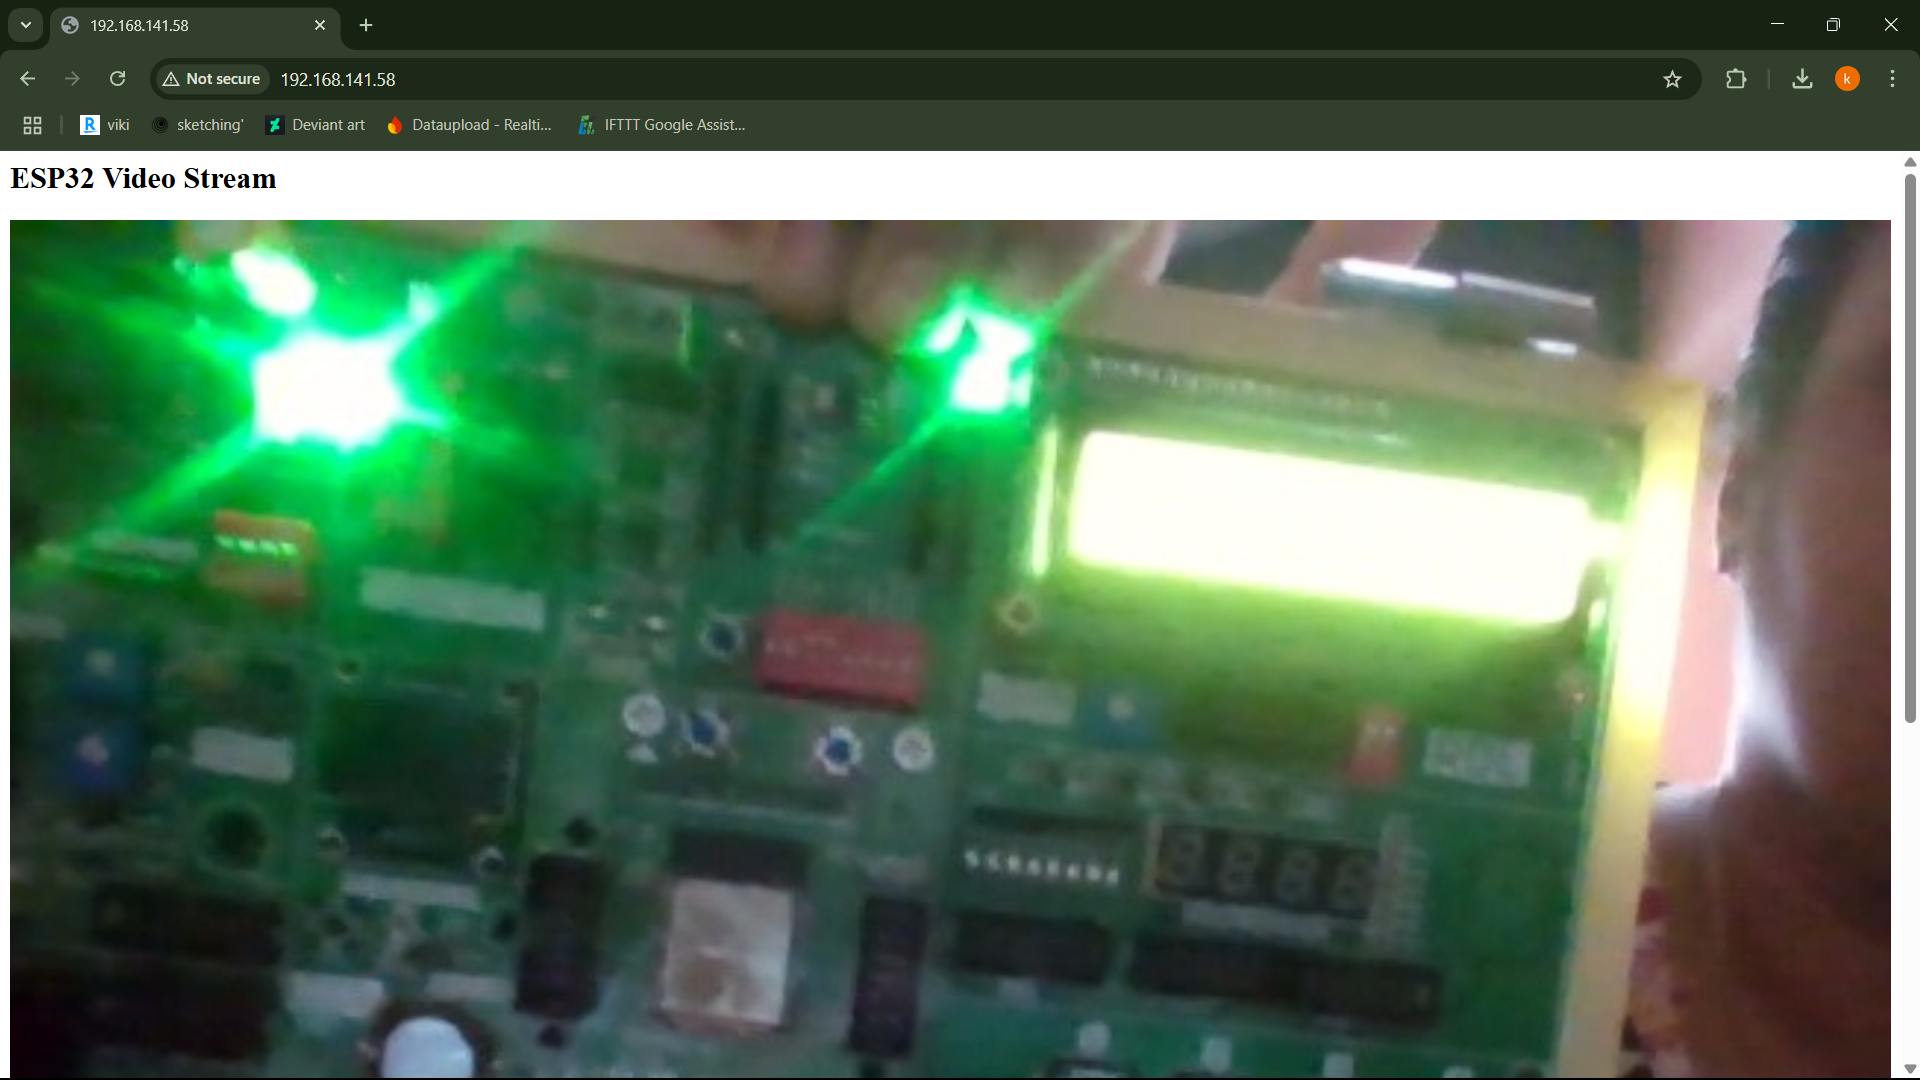 192.168.141.58
Not secure
192.168.141.58
k
viki
sketching'
Deviant art
Dataupload - Realti...
IFTTT Google Assist...
ESP32 Video Stream